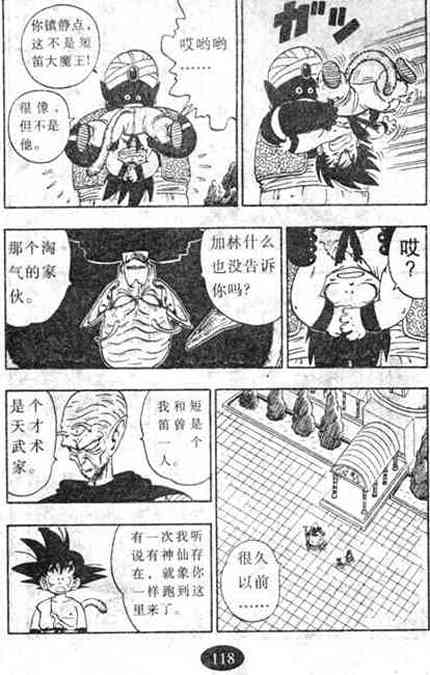 ガッ
哎哟哟
……
你镇静点，
这不是短
笛大魔王!
很像，
但不是
他。
哎
?
加林什么
也没告诉
你吗?
那个淘
气的家
伙。
很久
以前
……
我和短
笛曾是
一个
人。
是个
天才
武术
家。
有一次我听
说有神仙存
在，就象你
一样跑到这
里来了。
118